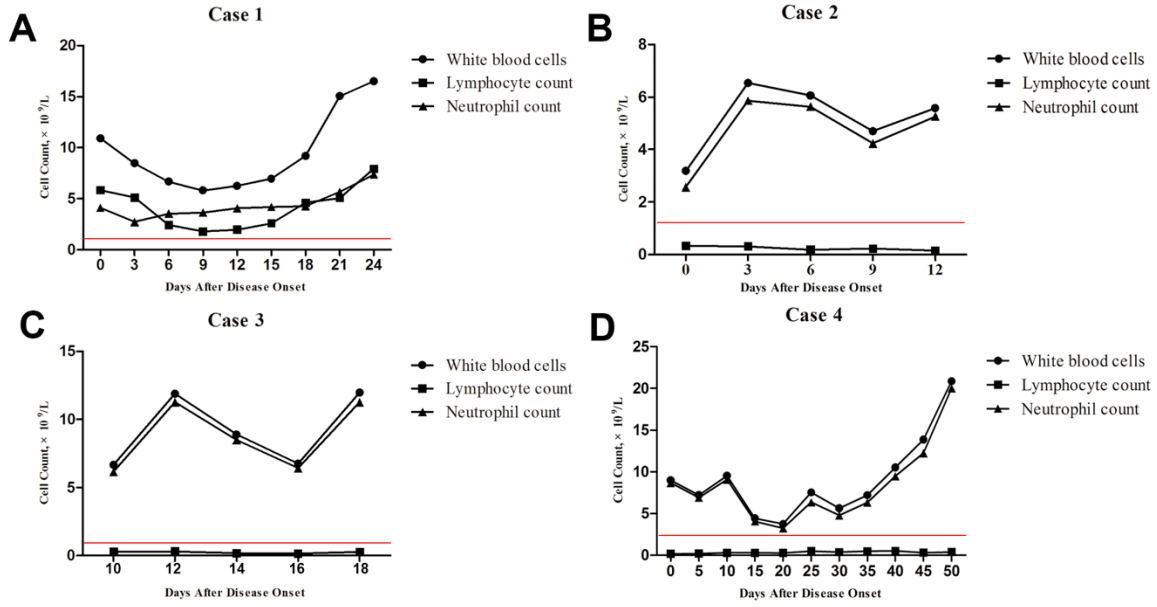 A
Case 1
Cell Count, × 10 9/L
20
15
10
5
0
0 3 6 9 12 15 18 21 24
Days After Disease Onset
White blood cells
Lymphocyte count
Neutrophil count
B
Case 2
Cell Count, × 10 9/L
8
6
4
2
0
0 3 6 9 12
Days After Disease Onset
White blood cells
Lymphocyte count
Neutrophil count
C
Case 3
Cell Count, × 10 9/L
15
10
5
0
10 12 14 16 18
Days After Disease Onset
White blood cells
Lymphocyte count
Neutrophil count
D
Case 4
Cell Count, × 10 9/L
25
20
15
10
5
0
0 5 10 15 20 25 30 35 40 45 50
Days After Disease Onset
White blood cells
Lymphocyte count
Neutrophil count